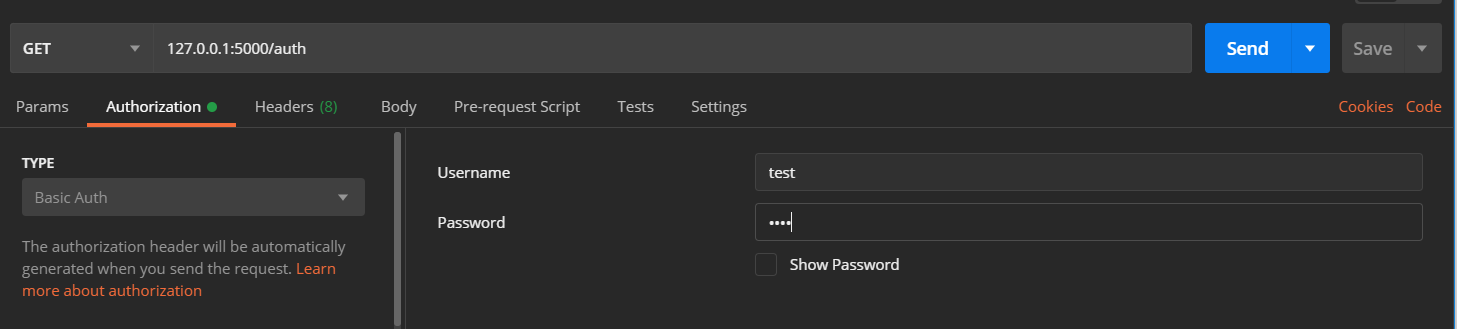 GET 127.0.0.1:5000/auth Send Save
Params Authorization Headers (8) Body Pre-request Script Tests Settings Cookies Code
TYPE
Basic Auth
The authorization header will be automatically
generated when you send the request. Learn
more about authorization
Username test
Password ••••
Show Password